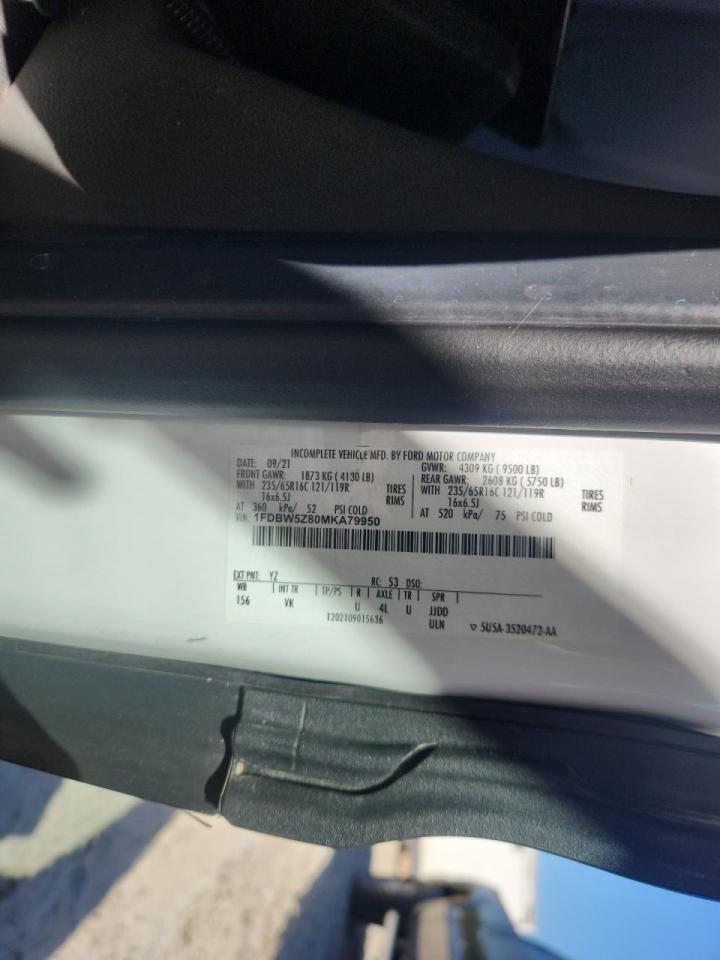 INCOMPLETE VEHICLE MFD. BY FORD MOTOR COMPANY
DATE: 09/21 GVWR: 4309 KG ( 9500 LB)
FRONT GAWR: 1873 KG ( 4130 LB) REAR GAWR: 2608 KG ( 5750 LB)
WITH 235/65R16C 121/119R TIRES WITH 235/65R16C 121/119R TIRES
16x6.5J RIMS 16x6.5J RIMS
AT 360 kPa/ 52 PSI COLD AT 520 kPa/ 75 PSI COLD
VIN: 1FDBW5Z80MKA79950
EXT PNT: YZ RC: 53 DSO:
WB INT TR TP/PS R AXLE TR SPR
156 VK U 4L U JJDD
1202109015636 ULN ▽ 5U5A-3520472-AA